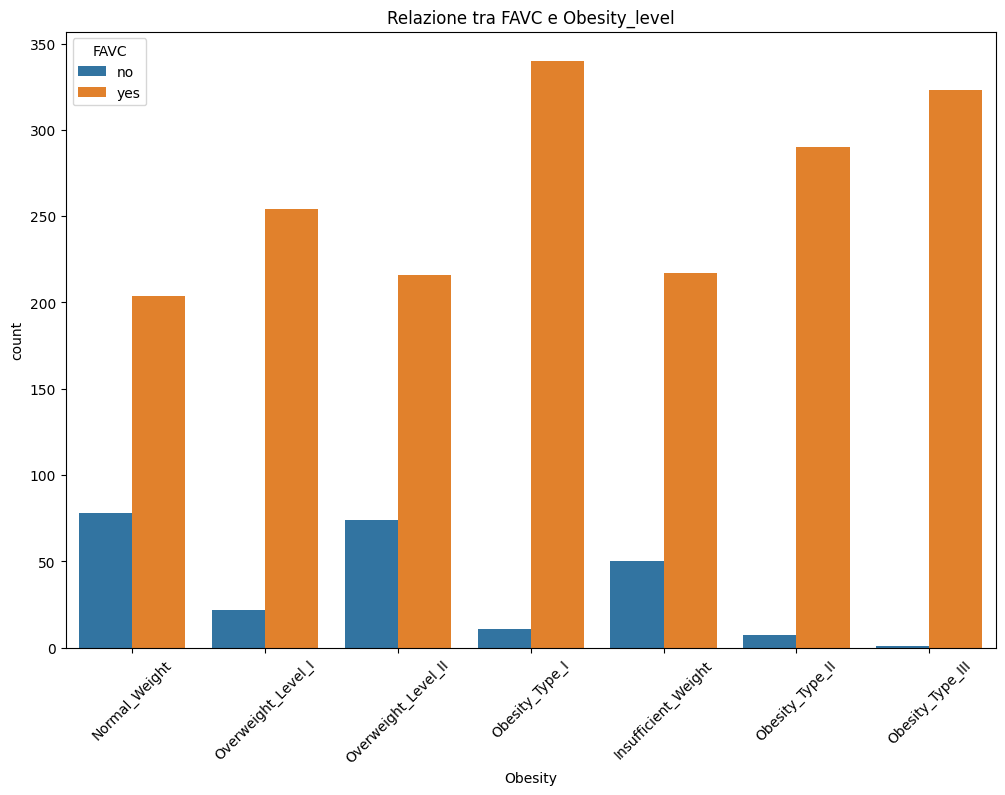 Relazione tra FAVC e Obesity_level
FAVC
no
yes
count
350
300
250
200
150
100
50
0
Normal_Weight
Overweight_Level_I
Overweight_Level_II
Obesity_Type_I
Insufficient_Weight
Obesity_Type_II
Obesity_Type_III
Obesity